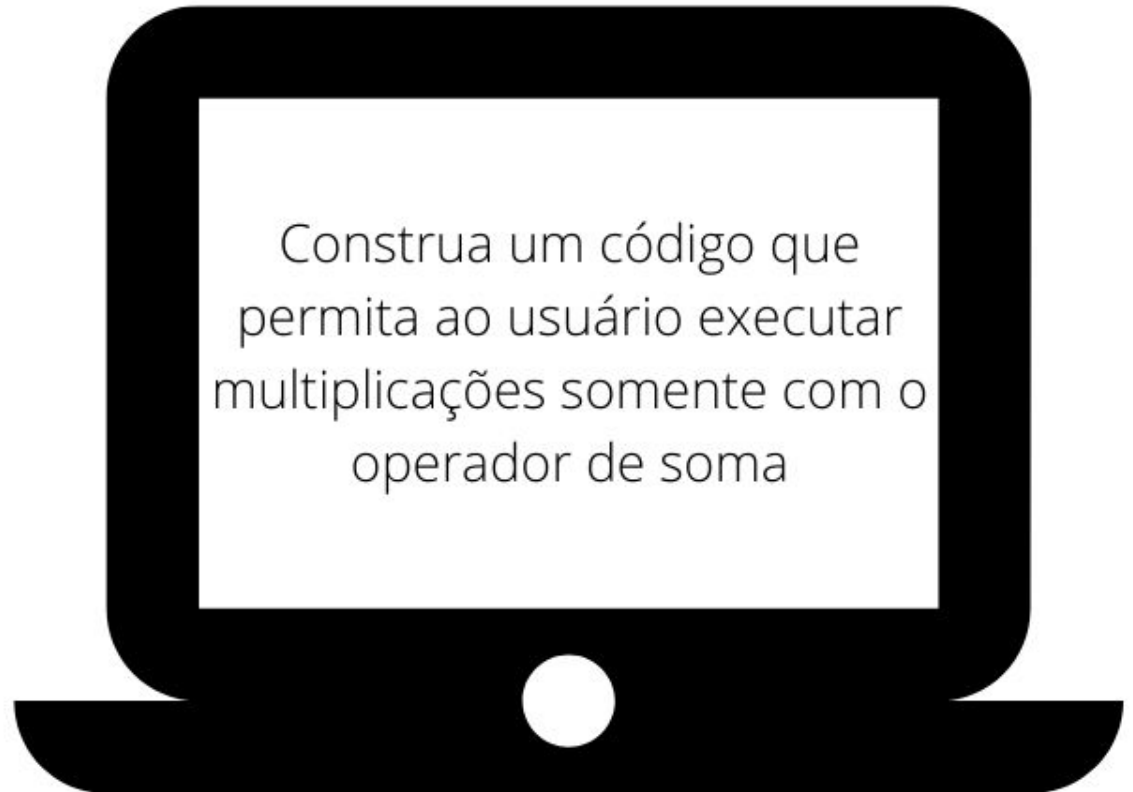 Construa um código que
permita ao usuário executar
multiplicações somente com o
operador de soma